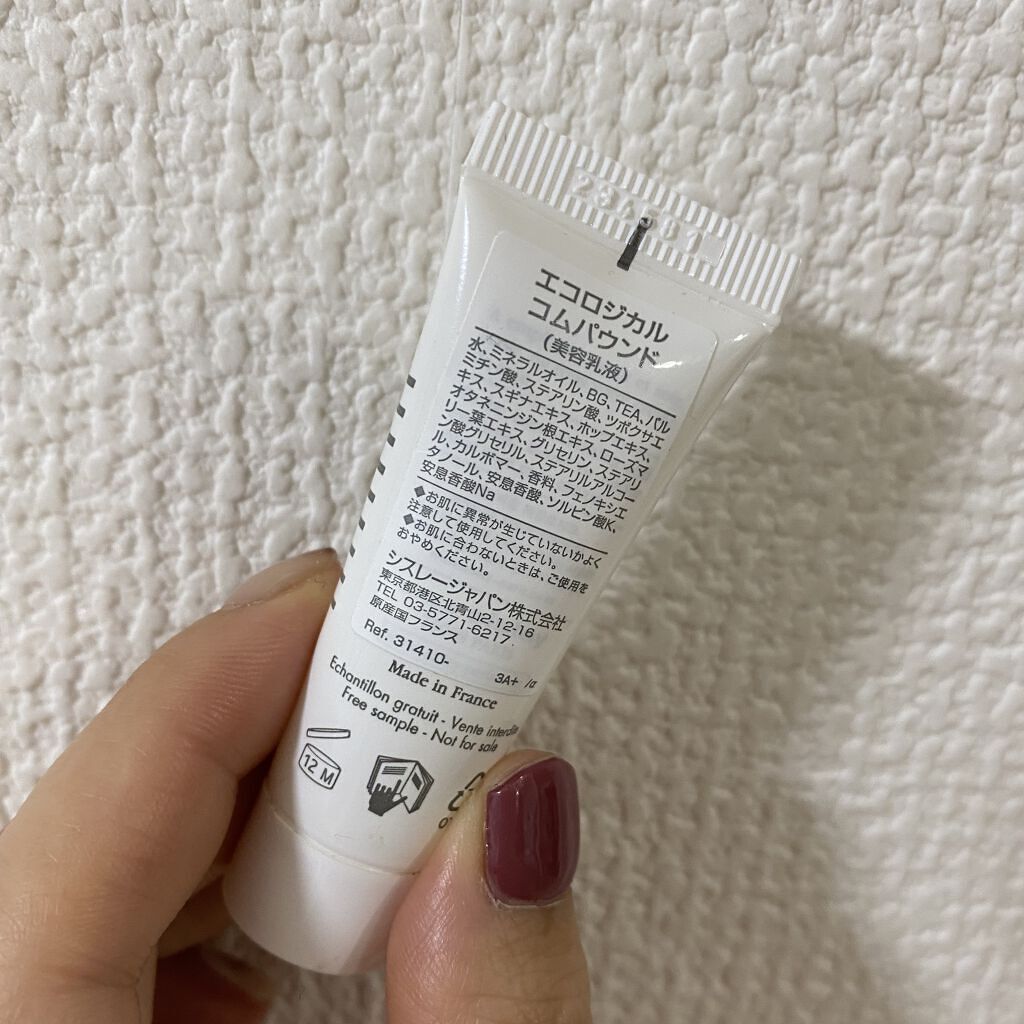 エコロジカル
コムパウンド
(美容乳液)
水、ミネラルオイル、BG、TEA、パル
ミチン酸、ステアリン酸、ツボクサエ
キス、スギナエキス、ホップエキス、
オタネニンジン根エキス、ローズマ
リー葉エキス、グリセリン、ステアリ
ン酸グリセリル、ステアリルアルコー
ル、カルボマー、香料、フェノキシエ
タノール、安息香酸、ソルビン酸K、
安息香酸Na
◆お肌に異常が生じていないかよく
注意して使用してください。
◆お肌に合わないときは、ご使用を
おやめください。
シスレージャパン株式会社
東京都港区北青山2-12-16
TEL 03-5771-6217
原産国フランス
Ref. 31410-
3A+ /α
Made in France
Echantillon gratuit - Vente interdite
Free sample - Not for sale
12 M